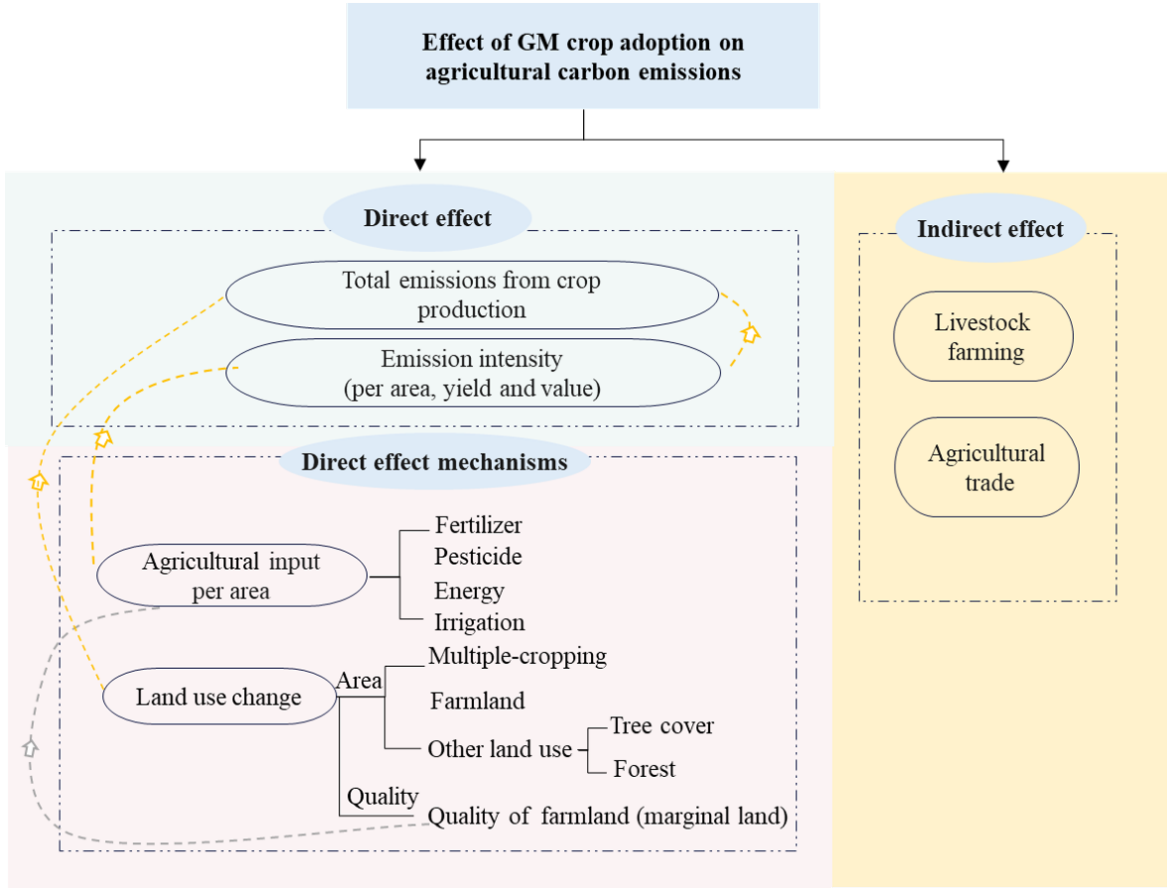 Effect of GM crop adoption on
agricultural carbon emissions
Direct effect
Total emissions from crop
production
Emission intensity
(per area, yield and value)
Direct effect mechanisms
Agricultural input
per area
Fertilizer
Pesticide
Energy
Irrigation
Land use change
Area
Multiple-cropping
Farmland
Other land use
Tree cover
Forest
Quality
Quality of farmland (marginal land)
Indirect effect
Livestock
farming
Agricultural
trade